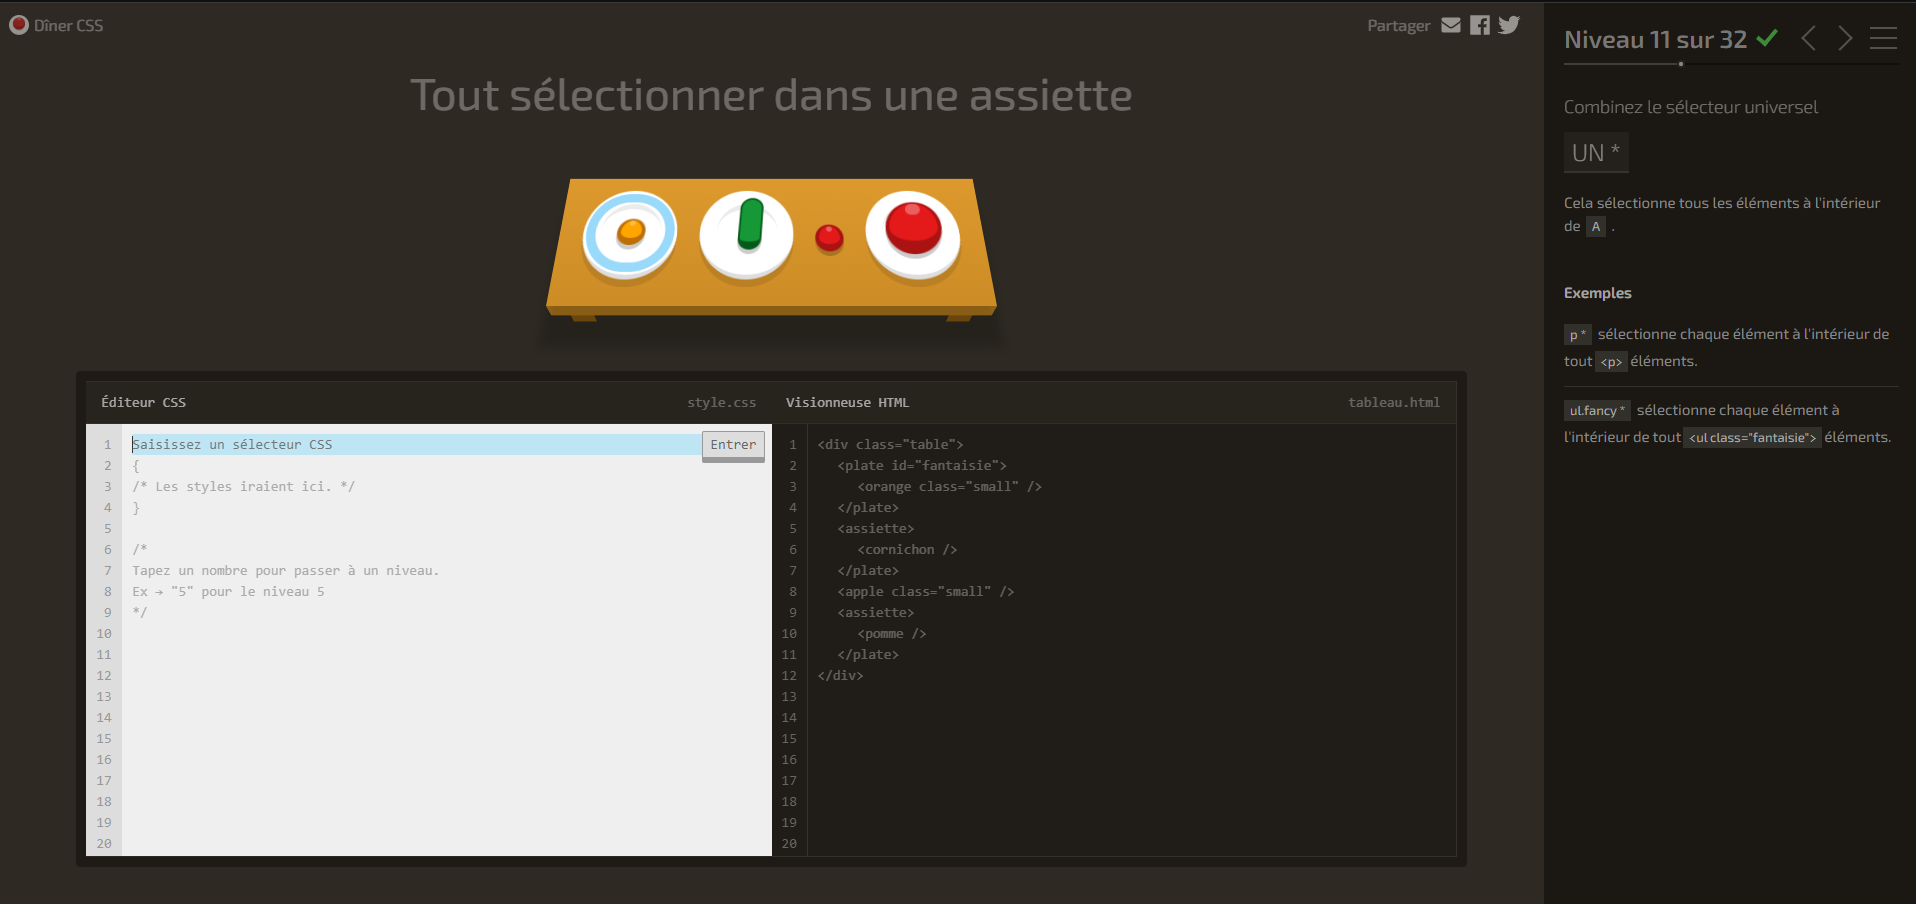 Dîner CSS
Partager
Tout sélectionner dans une assiette
Éditeur CSS style.css
1 Saisissez un sélecteur CSS Entrer
2 {
3 /* Les styles iraient ici. */
4 }
5
6 /*
7 Tapez un nombre pour passer à un niveau.
8 Ex → "5" pour le niveau 5
9 */
10
11
12
13
14
15
16
17
18
19
20
Visionneuse HTML tableau.html
1 <div class="table">
2 <plate id="fantaisie">
3 <orange class="small" />
4 </plate>
5 <assiette>
6 <cornichon />
7 </plate>
8 <apple class="small" />
9 <assiette>
10 <pomme />
11 </plate>
12 </div>
13
14
15
16
17
18
19
20
Niveau 11 sur 32
Combinez le sélecteur universel
UN *
Cela sélectionne tous les éléments à l'intérieur
de A .
Exemples
p * sélectionne chaque élément à l'intérieur de
tout <p> éléments.
ul.fancy * sélectionne chaque élément à
l'intérieur de tout <ul class="fantaisie"> éléments.